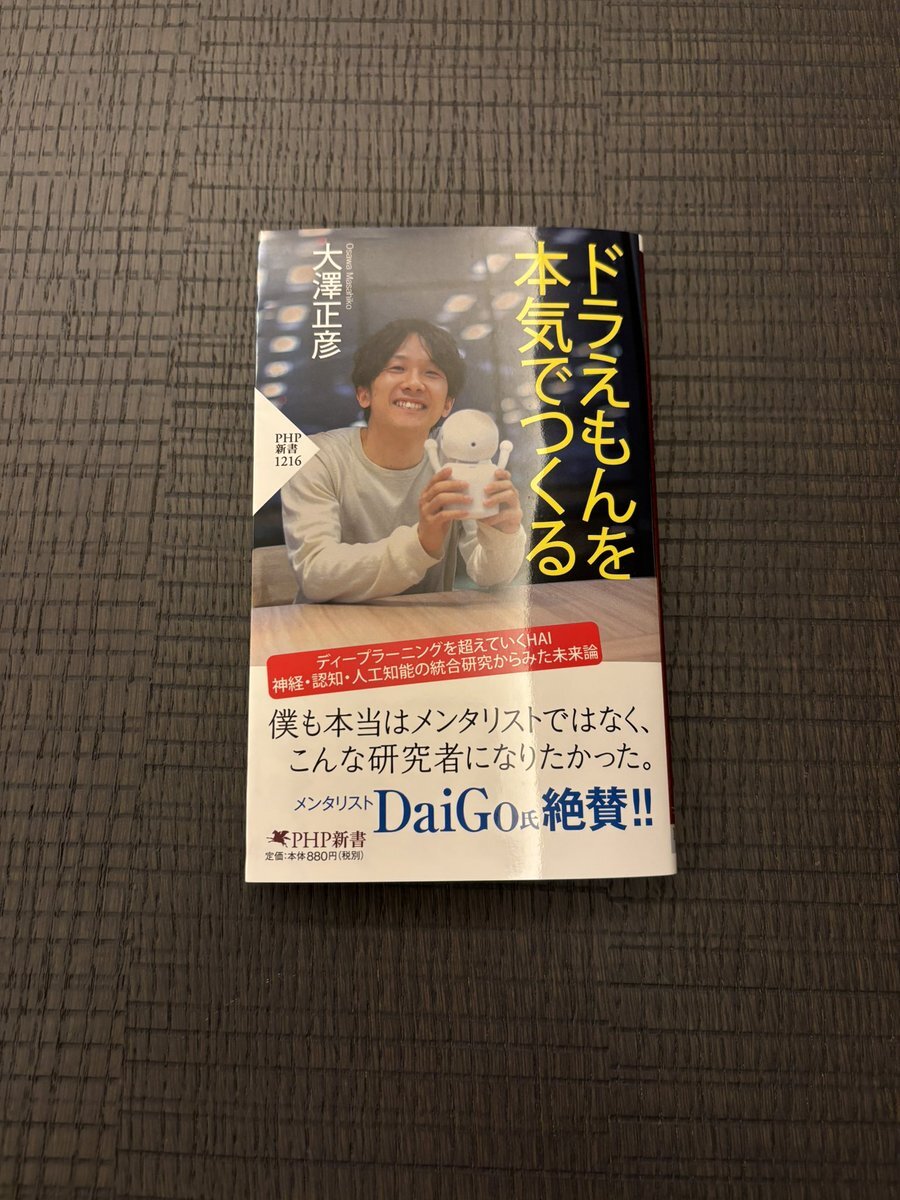 ドラえもんを
本気でつくる
大澤正彦
Osawa Masahiko
PHP
新書
1216
ディープラーニングを超えていくHAI
神経・認知・人工知能の統合研究からみた未来論
僕も本当はメンタリストではなく、
こんな研究者になりたかった。
メンタリストDaiGo氏絶賛!!
PHP新書
定価：本体880円（税別）